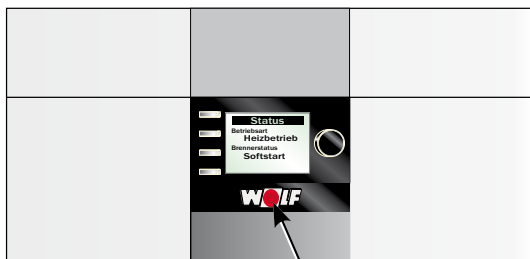 Status
Betriebsart
Heizbetrieb
Brennerstatus
Softstart
WOLF